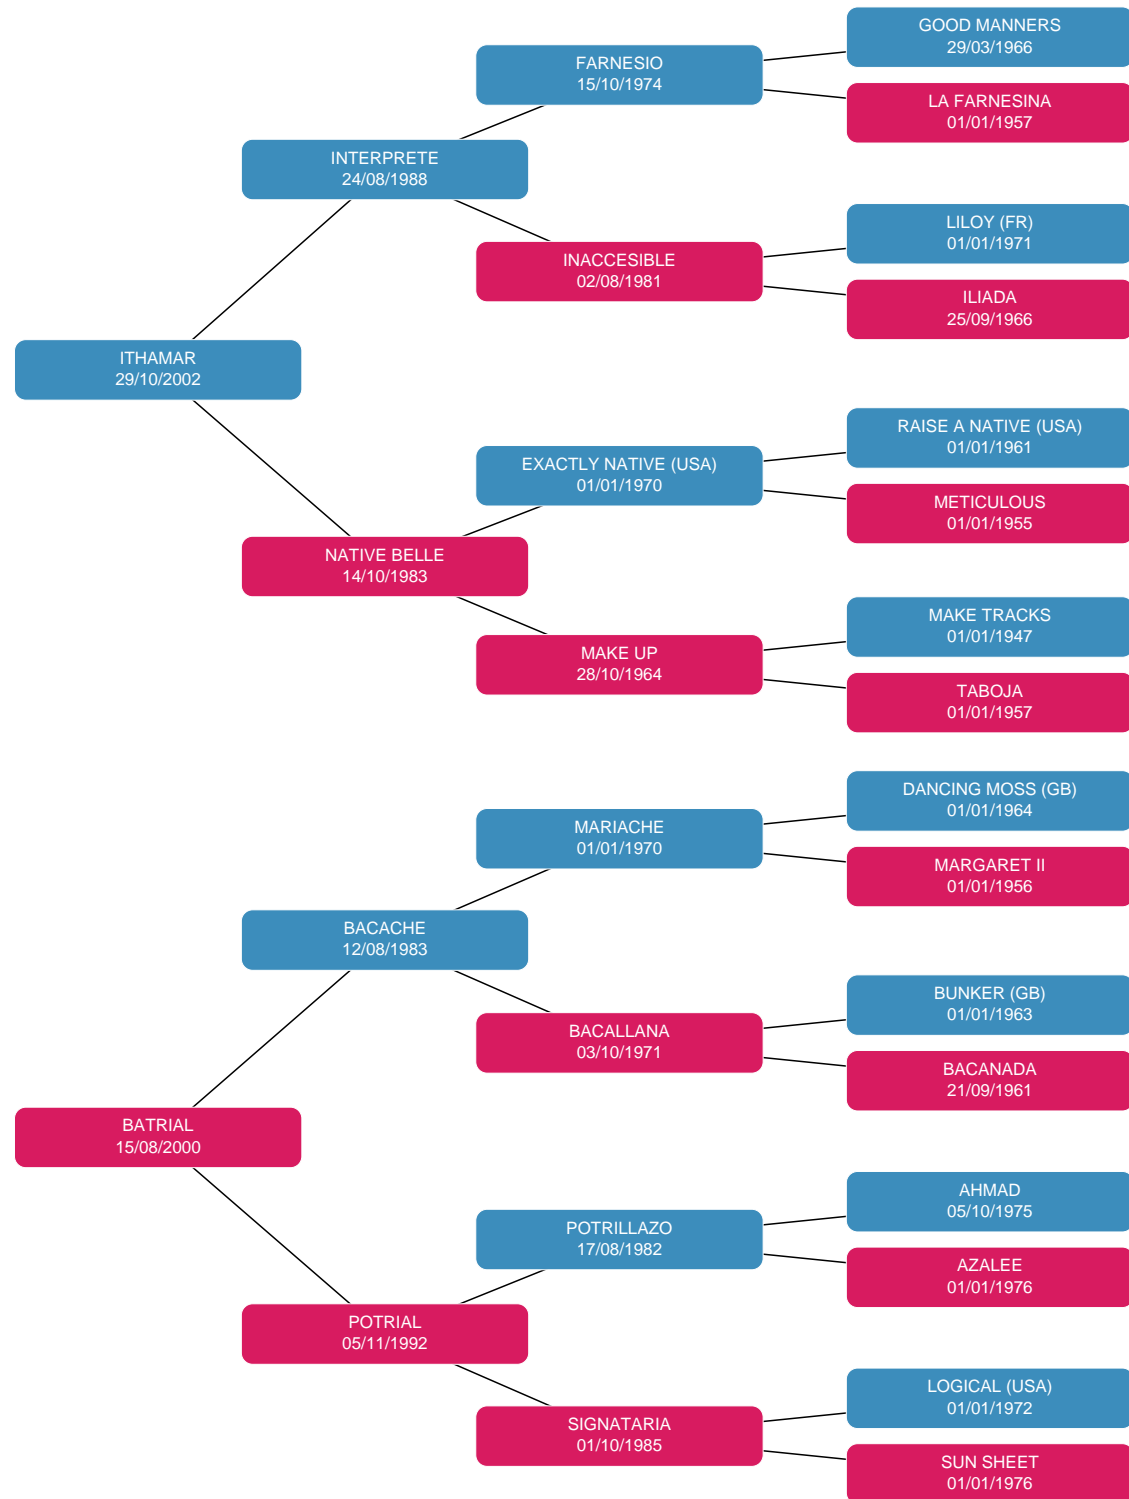 GOOD MANNERS
29/03/1966
FARNESIO
15/10/1974
LA FARNESINA
01/01/1957
INTERPRETE
24/08/1988
LILOY (FR)
01/01/1971
INACCESIBLE
02/08/1981
ILIADA
25/09/1966
ITHAMAR
29/10/2002
RAISE A NATIVE (USA)
01/01/1961
EXACTLY NATIVE (USA)
01/01/1970
METICULOUS
01/01/1955
NATIVE BELLE
14/10/1983
MAKE TRACKS
01/01/1947
MAKE UP
28/10/1964
TABOJA
01/01/1957
DANCING MOSS (GB)
01/01/1964
MARIACHE
01/01/1970
MARGARET II
01/01/1956
BACACHE
12/08/1983
BUNKER (GB)
01/01/1963
BACALLANA
03/10/1971
BACANADA
21/09/1961
BATRIAL
15/08/2000
AHMAD
05/10/1975
POTRILLAZO
17/08/1982
AZALEE
01/01/1976
POTRIAL
05/11/1992
LOGICAL (USA)
01/01/1972
SIGNATARIA
01/10/1985
SUN SHEET
01/01/1976